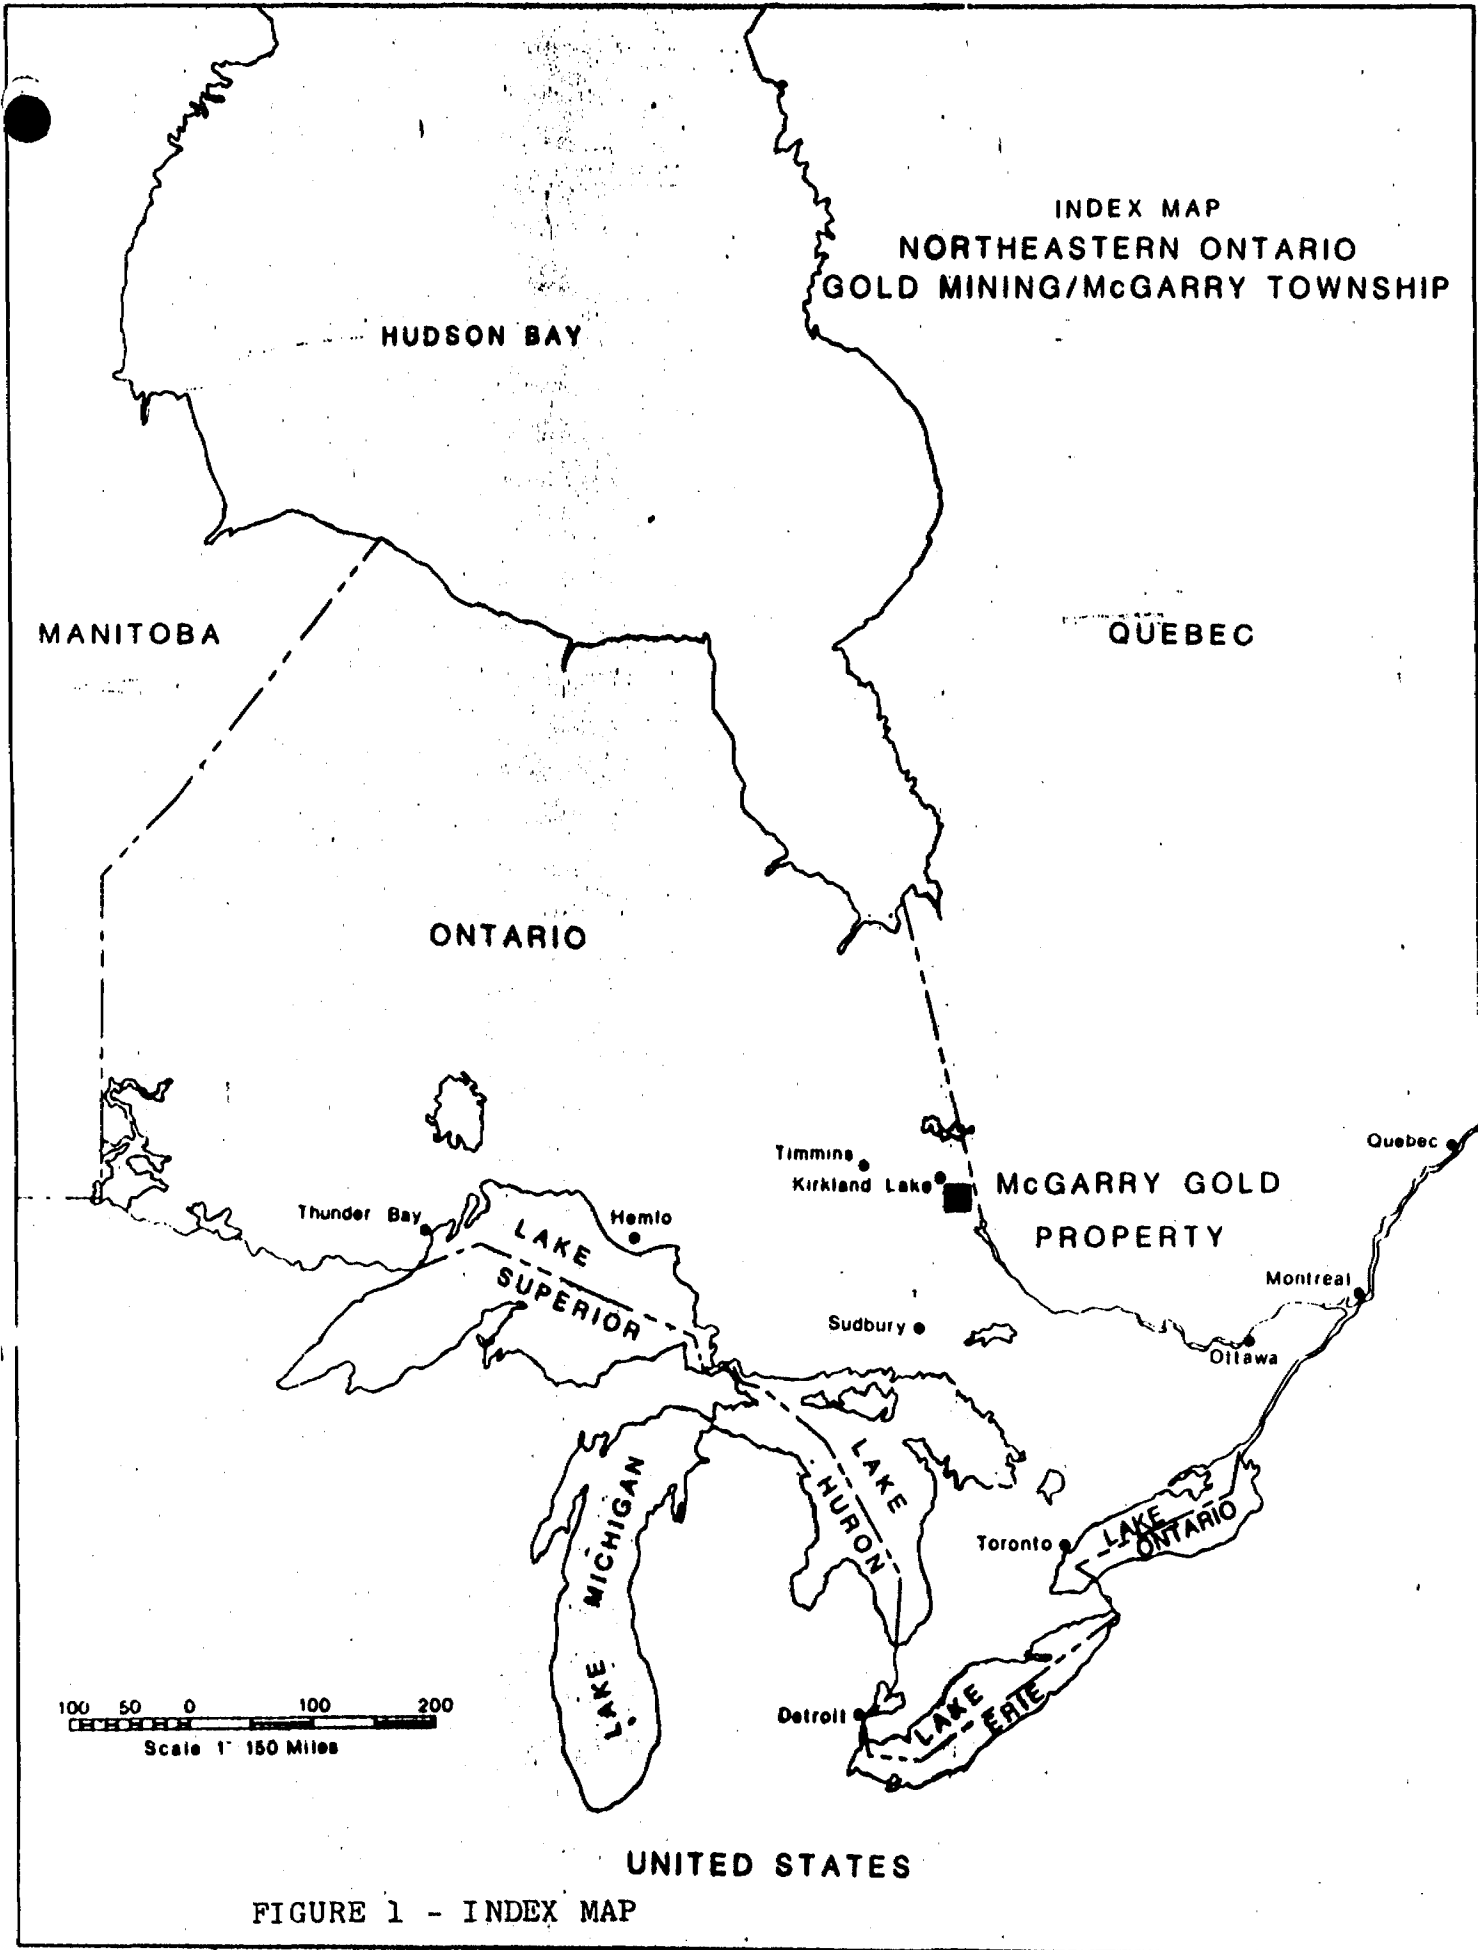 INDEX MAP
NORTHEASTERN ONTARIO
GOLD MINING/McGARRY TOWNSHIP
HUDSON BAY
MANITOBA
QUEBEC
ONTARIO
Timmins
Kirkland Lake
McGARRY GOLD
PROPERTY
Quebec
Thunder Bay
Hemlo
LAKE
SUPERIOR
Montreal
Sudbury
Ottawa
LAKE
HURON
LAKE MICHIGAN
Toronto
LAKE
ONTARIO
Detroit
LAKE
ERIE
100 50 0 100 200
Scale 1" 150 Miles
UNITED STATES
FIGURE 1 - INDEX MAP